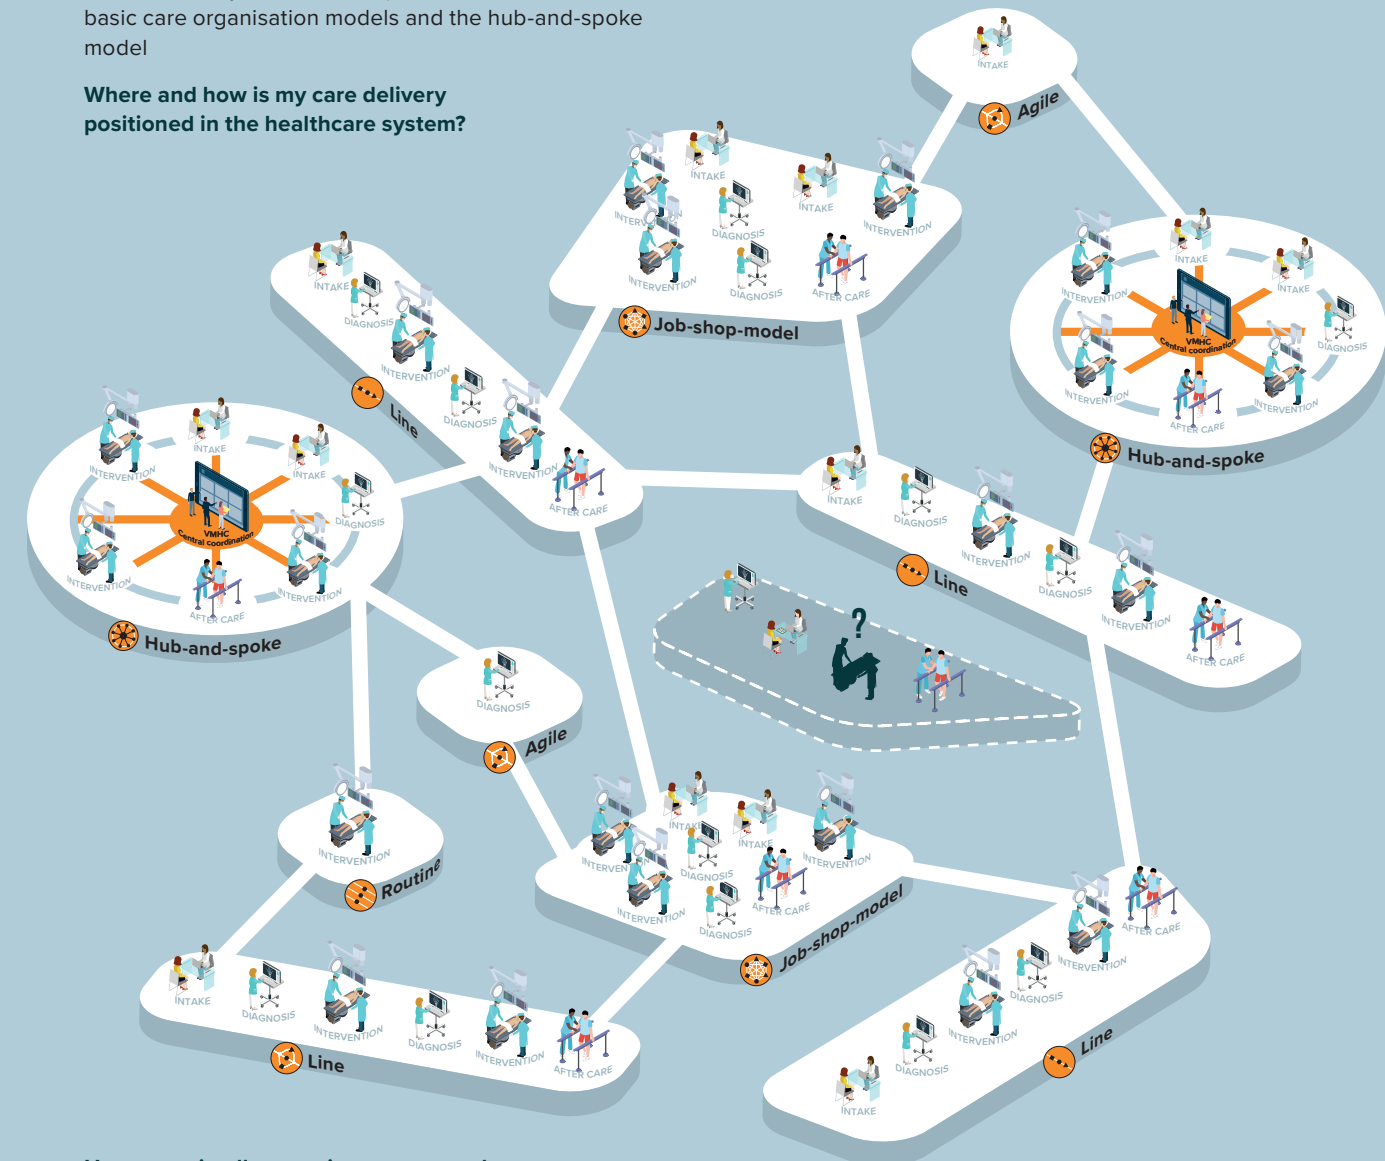 basic care organisation models and the hub-and-spoke
model
Where and how is my care delivery
positioned in the healthcare system?
INTAKE
Agile
INTAKE
INTAKE
INTERVENTION
DIAGNOSIS
INTERVENTION
INTERVENTION
DIAGNOSIS
AFTER CARE
Job-shop-model
INTAKE
INTAKE
INTERVENTION
DIAGNOSIS
VMHC
Central coordination
INTERVENTION
INTERVENTION
AFTER CARE
Hub-and-spoke
INTAKE
DIAGNOSIS
INTERVENTION
DIAGNOSIS
INTERVENTION
AFTER CARE
Line
INTAKE
INTAKE
INTERVENTION
DIAGNOSIS
VMHC
Central coordination
INTERVENTION
INTERVENTION
AFTER CARE
Hub-and-spoke
INTAKE
DIAGNOSIS
INTERVENTION
DIAGNOSIS
INTERVENTION
AFTER CARE
Line
?
DIAGNOSIS
Agile
INTERVENTION
Routine
INTAKE
INTAKE
INTERVENTION
INTERVENTION
DIAGNOSIS
INTERVENTION
AFTER CARE
DIAGNOSIS
Job-shop-model
INTAKE
DIAGNOSIS
INTERVENTION
DIAGNOSIS
INTERVENTION
AFTER CARE
Line
AFTER CARE
INTERVENTION
DIAGNOSIS
INTERVENTION
DIAGNOSIS
INTAKE
Line